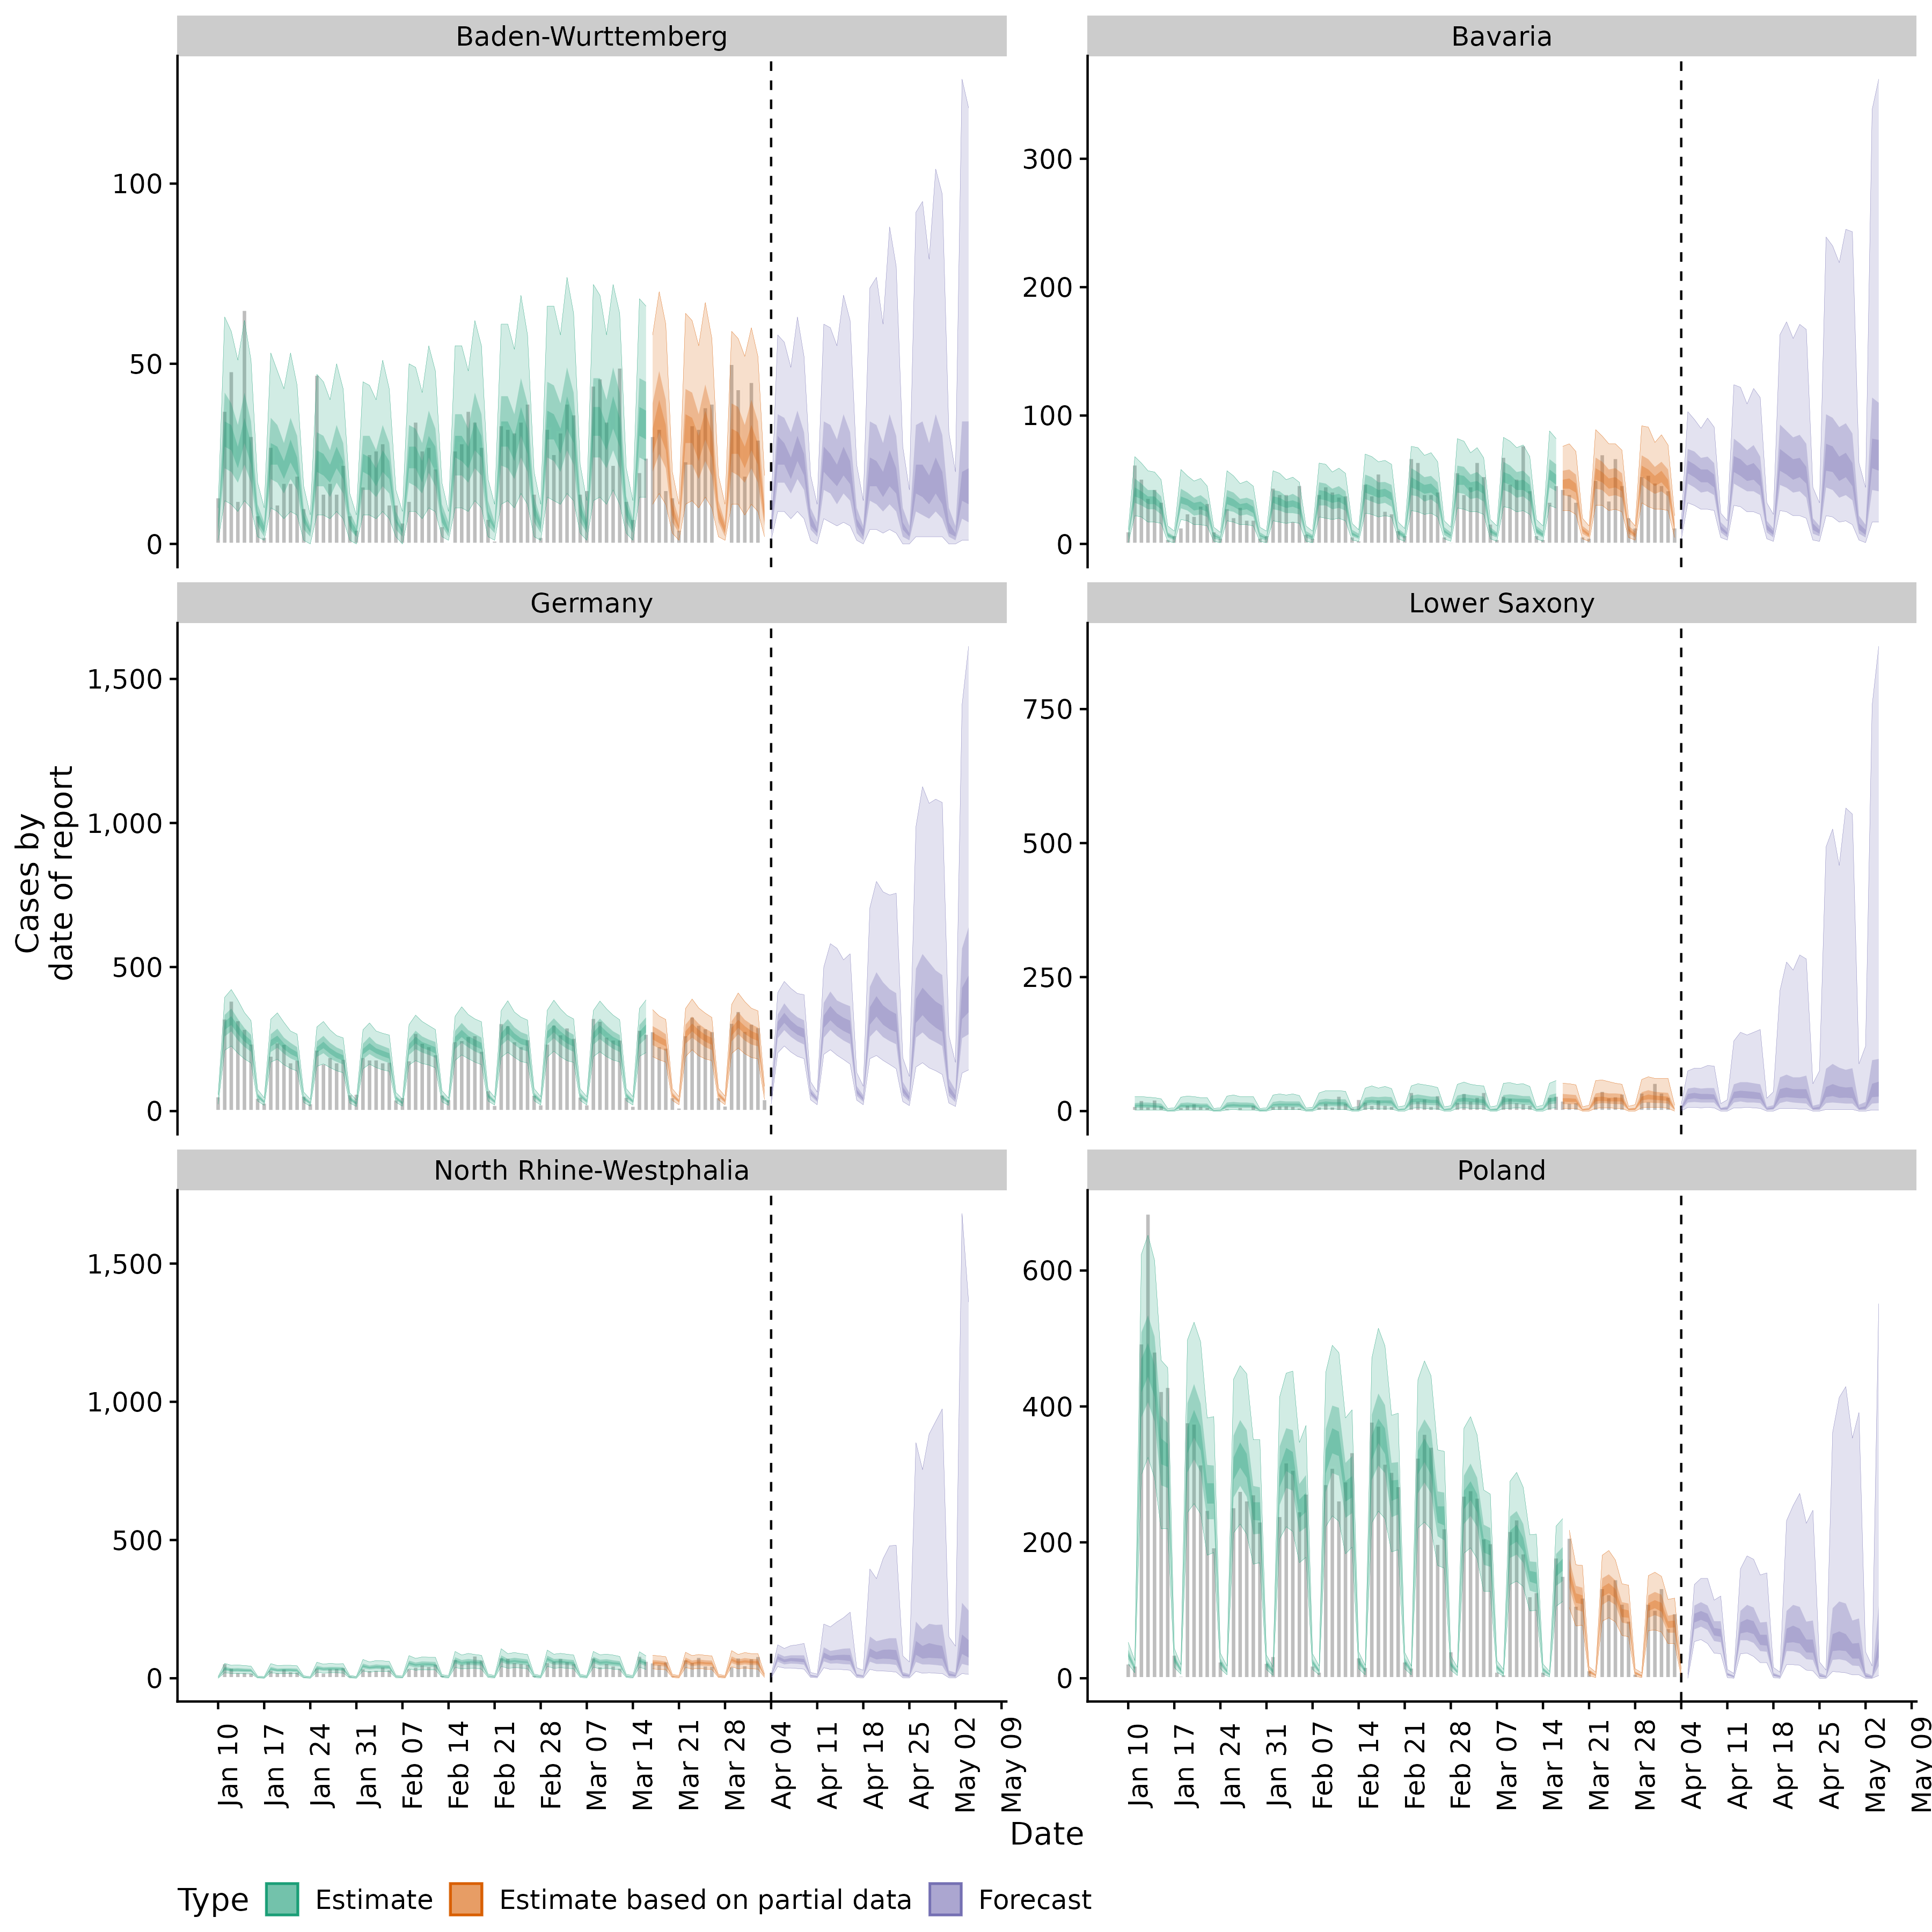 Baden-Wurttemberg
Bavaria
100
50
0
300
200
100
0
Germany
Lower Saxony
1,500
1,000
500
0
750
500
250
0
Cases by
date of report
North Rhine-Westphalia
Poland
1,500
1,000
500
0
600
400
200
0
Jan 10
Jan 17
Jan 24
Jan 31
Feb 07
Feb 14
Feb 21
Feb 28
Mar 07
Mar 14
Mar 21
Mar 28
Apr 04
Apr 11
Apr 18
Apr 25
May 02
May 09
Jan 10
Jan 17
Jan 24
Jan 31
Feb 07
Feb 14
Feb 21
Feb 28
Mar 07
Mar 14
Mar 21
Mar 28
Apr 04
Apr 11
Apr 18
Apr 25
May 02
May 09
Date
Type Estimate Estimate based on partial data Forecast